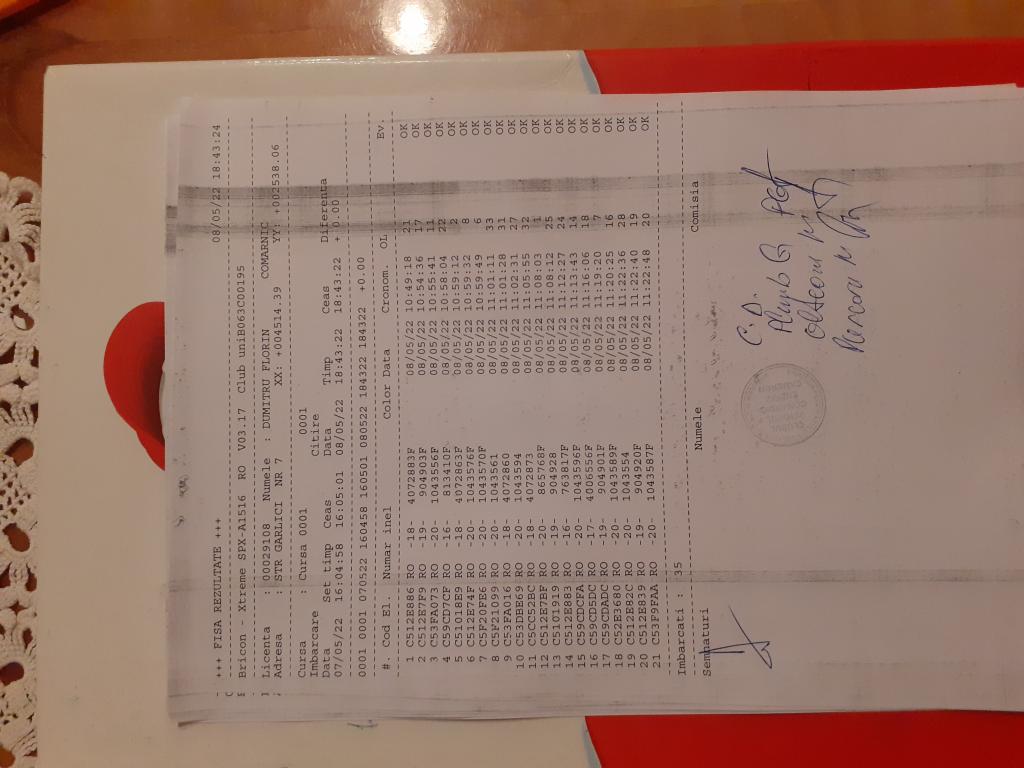 - +++ FISA REZULTATE +++ 08/05/22 18:43:24
Bricon - Xtreme SPX-A1516 RO V03.17 Club uniB063C00195
Licenta : 00029108 Numele : DUMITRU FLORIN COMARNIC
Adresa : STR GARLICI NR 7 XX: +004514.39 YY: +002538.06
Cursa : Cursa 0001 0001
Imbarcare Citire
Data Set timp Ceas Data Timp Ceas Diferenta
07/05/22 16:04:58 16:05:01 08/05/22 18:43:22 18:43:22 + 0.00
0001 0001 070522 160458 160501 080522 184322 184322 +0.00
#. Cod El. Numar inel Color Data Cronom. OL Ev.
1 C512E886 RO -18- 4072883F 08/05/22 10:49:18 21 OK
2 C512E7F9 RO -19- 904903F 08/05/22 10:54:36 17 OK
3 C53FA073 RO -20- 1043556F 08/05/22 10:55:41 11 OK
4 C59CD7CF RO -16- 813410F 08/05/22 10:58:04 22 OK
5 C51018E9 RO -18- 4072863F 08/05/22 10:59:12 2 OK
6 C512E74F RO -20- 1043576F 08/05/22 10:59:32 8 OK
7 C5F20FE6 RO -20- 1043570F 08/05/22 10:59:49 6 OK
8 C5F21099 RO -20- 1043561 08/05/22 11:01:11 33 OK
9 C53FA016 RO -18- 4072860 08/05/22 11:01:28 31 OK
10 C53DBE69 RO -20- 1043594 08/05/22 11:02:31 27 OK
11 C5CC52BC RO -18- 4072873 08/05/22 11:05:55 32 OK
12 C512E7BF RO -11- 865768F 08/05/22 11:08:03 1 OK
13 C5101919 RO -19- 904928 08/05/22 11:08:12 25 OK
14 C512E883 RO -16- 763817F 08/05/22 11:12:27 24 OK
15 C59CDCFA RO -20- 1043596F 08/05/22 11:13:43 14 OK
16 C59CD5DC RO -17- 4006556F 08/05/22 11:16:06 18 OK
17 C59CDADC RO -19- 904901F 08/05/22 11:19:20 7 OK
18 C52E3660 RO -20- 1043589F 08/05/22 11:20:25 16 OK
19 C512E82C RO -20- 1043554 08/05/22 11:22:36 28 OK
20 C512E839 RO -19- 904920F 08/05/22 11:22:40 19 OK
21 C53F9FAA RO -20- 1043587F 08/05/22 11:22:48 20 OK
Imbarcati : 35
Semnaturi Numele Comisia